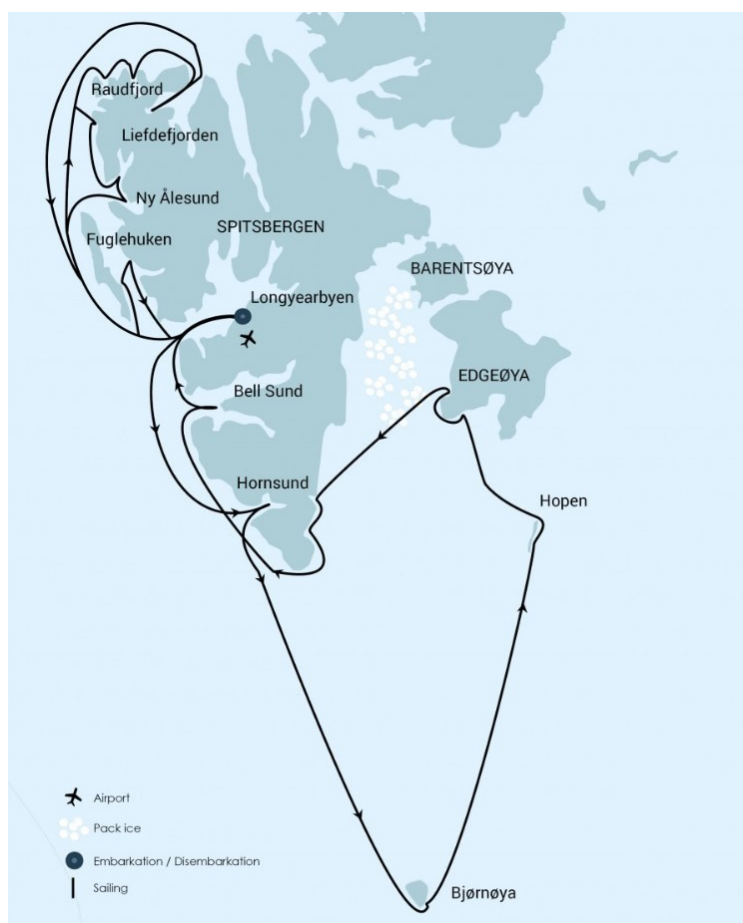 Raudfjord
Liefdefjorden
Ny Ålesund
Fuglehuken
SPITSBERGEN
BARENTSØYA
Longyearbyen
EDGEØYA
Bell Sund
Hornsund
Hopen
Airport
Pack ice
Embarkation / Disembarkation
Sailing
Bjørnøya